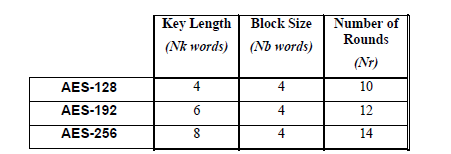 Key Length Block Size Number of
Rounds
(Nk words) (Nb words)
(Nr)
AES-128 4 4 10
AES-192 6 4 12
AES-256 8 4 14